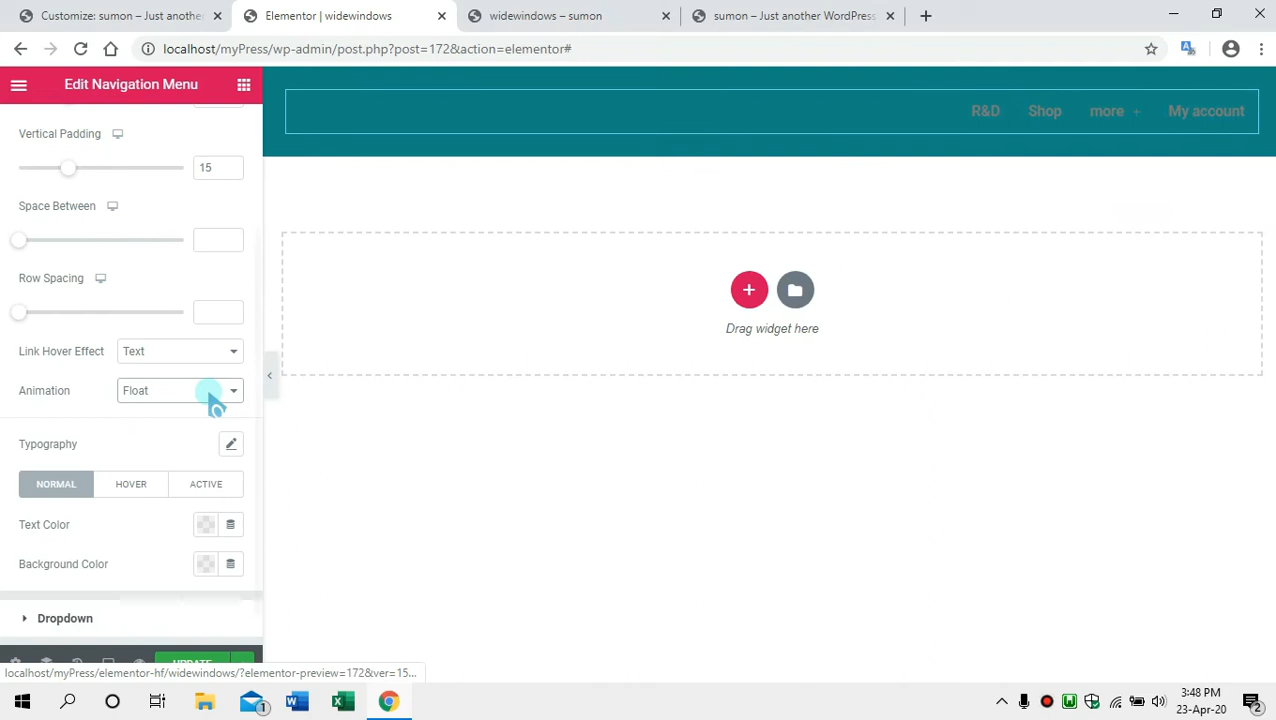 Customize: sumon – Just another
Elementor | widewindows
widewindows – sumon
sumon – Just another WordPress
localhost/myPress/wp-admin/post.php?post=172&action=elementor#
Edit Navigation Menu
R&D
Shop
more +
My account
Vertical Padding
15
Space Between
Row Spacing
Drag widget here
Link Hover Effect
Text
Animation
Float
Typography
NORMAL
HOVER
ACTIVE
Text Color
Background Color
Dropdown
UPDATE
localhost/myPress/elementor-hf/widewindows/?elementor-preview=172&ver=15...
1
3:48 PM
23-Apr-20
2